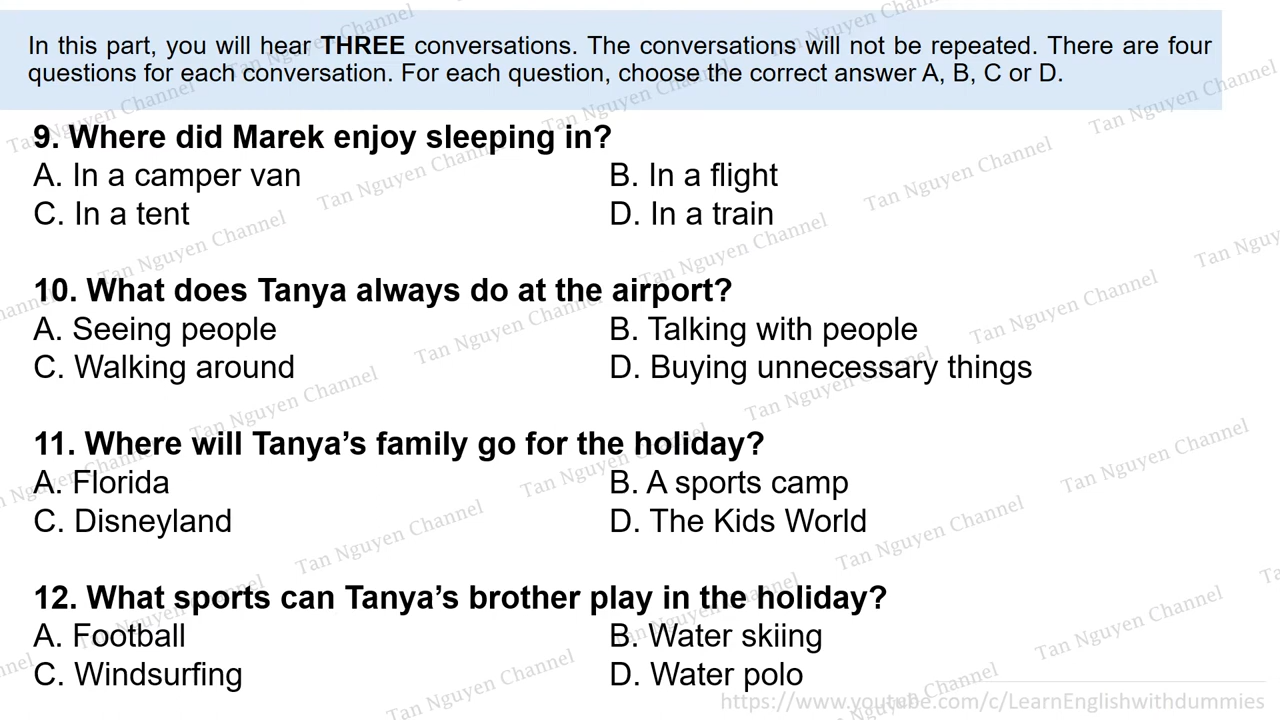 In this part, you will hear THREE conversations. The conversations will not be repeated. There are four
questions for each conversation. For each question, choose the correct answer A, B, C or D.
9. Where did Marek enjoy sleeping in?
A. In a camper van B. In a flight
C. In a tent D. In a train
10. What does Tanya always do at the airport?
A. Seeing people B. Talking with people
C. Walking around D. Buying unnecessary things
11. Where will Tanya’s family go for the holiday?
A. Florida B. A sports camp
C. Disneyland D. The Kids World
12. What sports can Tanya’s brother play in the holiday?
A. Football B. Water skiing
C. Windsurfing D. Water polo
https://www.youtube.com/c/LearnEnglishwithdummies
Tan Nguyen Channel